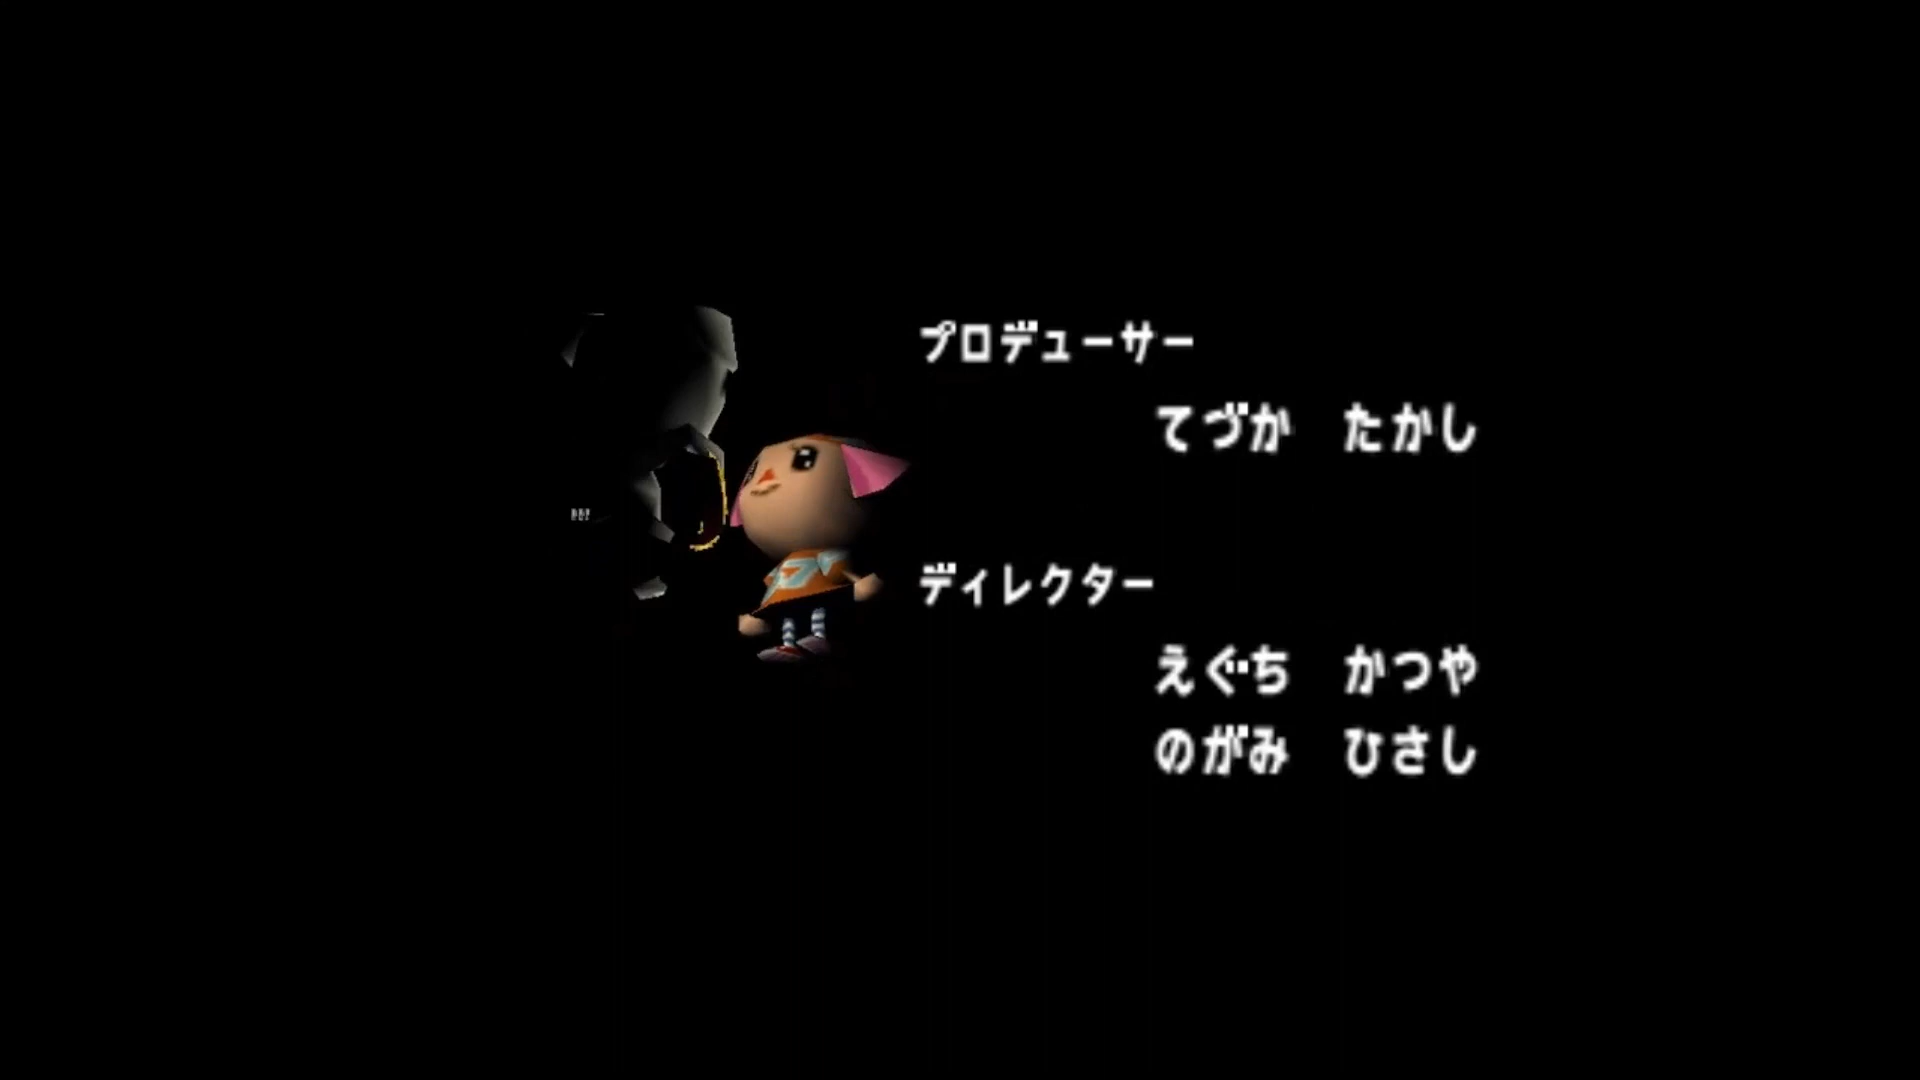 プロデューサー
てづか　たかし
ディレクター
えぐち　かつや
のがみ　ひさし